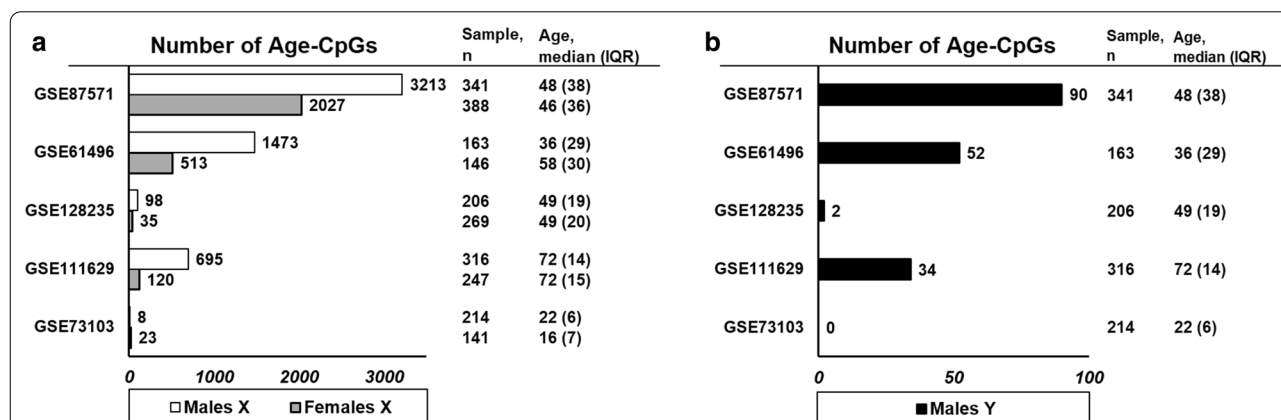 a
Number of Age-CpGs
Sample, n
Age, median (IQR)
GSE87571
3213 341 48 (38)
2027 388 46 (36)
GSE61496
1473 163 36 (29)
513 146 58 (30)
GSE128235
98 206 49 (19)
35 269 49 (20)
GSE111629
695 316 72 (14)
120 247 72 (15)
GSE73103
8 214 22 (6)
23 141 16 (7)
0 1000 2000 3000
Males X Females X
b
Number of Age-CpGs
Sample, n
Age, median (IQR)
GSE87571 90 341 48 (38)
GSE61496 52 163 36 (29)
GSE128235 2 206 49 (19)
GSE111629 34 316 72 (14)
GSE73103 0 214 22 (6)
0 50 100
Males Y